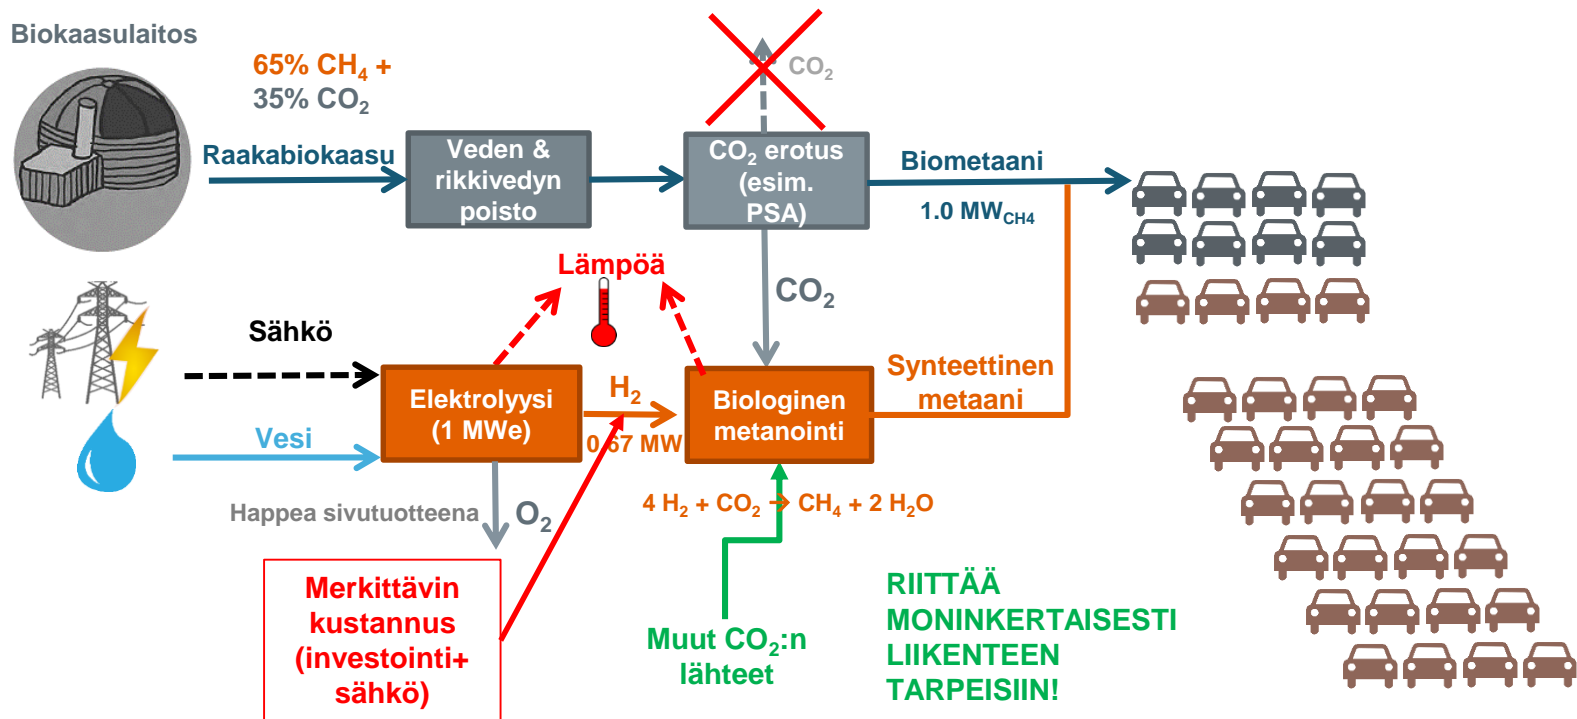 Biokaasulaitos
65% CH₄ +
35% CO₂
CO₂
Raakabiokaasu
Veden &
rikkivedyn
poisto
CO₂ erotus
(esim.
PSA)
Biometaani
1.0 MW_CH4
Lämpöä
CO₂
Sähkö
Elektrolyysi
(1 MWe)
H₂
0.67 MW
Biologinen
metanointi
Synteettinen
metaani
Vesi
Happea sivutuotteena
O₂
4 H₂ + CO₂ → CH₄ + 2 H₂O
Merkittävin
kustannus
(investointi+
sähkö)
Muut CO₂:n
lähteet
RIITTÄÄ
MONINKERTAISESTI
LIIKENTEEN
TARPEISIIN!